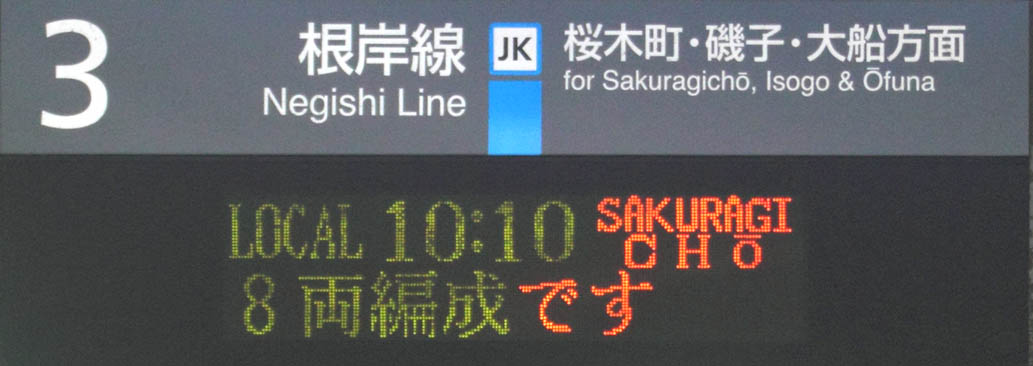 3
根岸線
Negishi Line
JK
桜木町・磯子・大船方面
for Sakuragichō, Isogo & Ōfuna
LOCAL 10:10 SAKURAGI
CHō
8両編成です